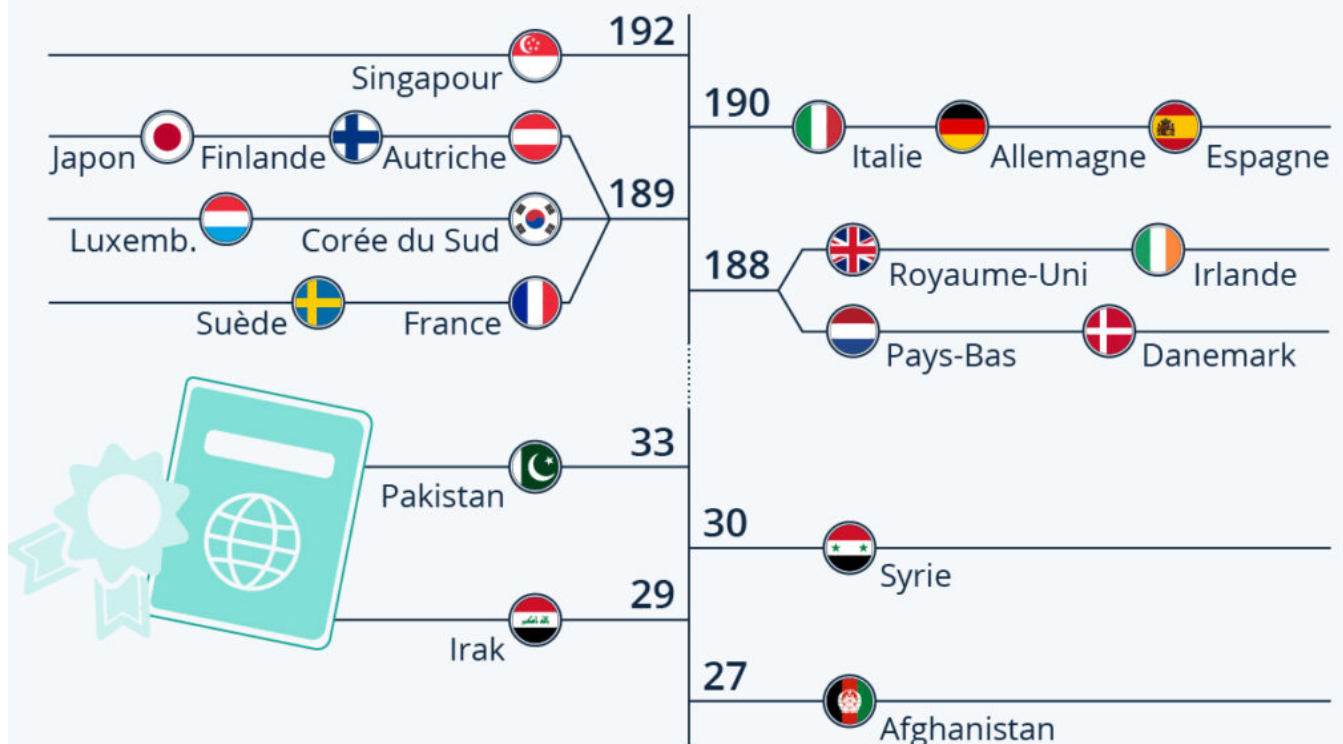 192
Singapour
190
Italie Allemagne Espagne
Japon Finlande Autriche
189
Luxemb. Corée du Sud
Suède France
188
Royaume-Uni Irlande
Pays-Bas Danemark
33
Pakistan
30
Syrie
29
Irak
27
Afghanistan